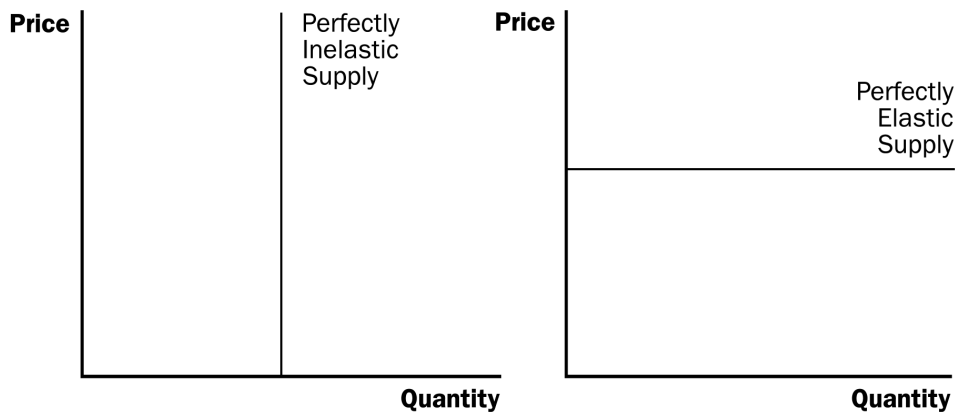 Price
Perfectly
Inelastic
Supply
Quantity
Price
Perfectly
Elastic
Supply
Quantity